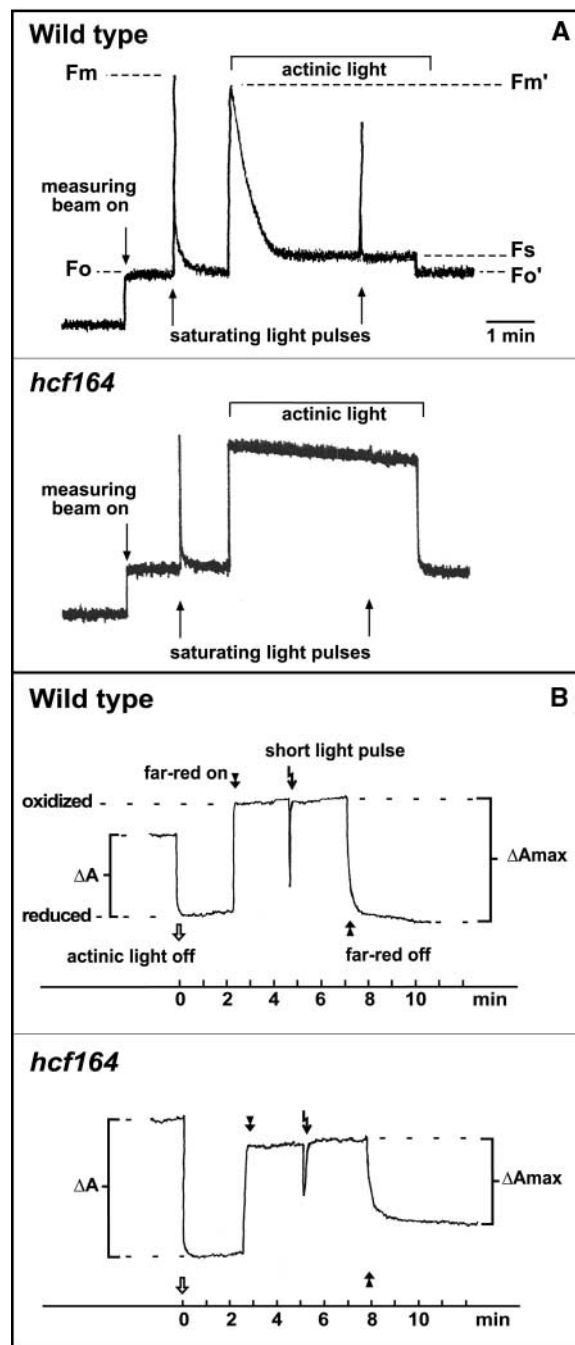 Wild type A
actinic light
Fm
Fm'
measuring
beam on
Fo
Fs
Fo'
saturating light pulses
1 min
hcf164
actinic light
measuring
beam on
saturating light pulses
Wild type B
short light pulse
far-red on
oxidized
ΔA
ΔAmax
reduced
actinic light off
far-red off
0 2 4 6 8 10 min
hcf164
ΔA
ΔAmax
0 2 4 6 8 10 min